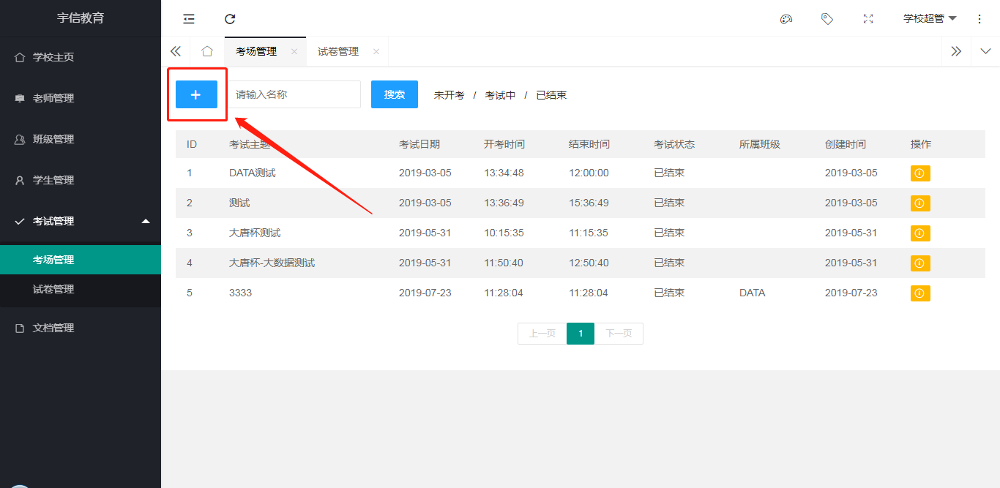 宇信教育
学校超管
学校主页
老师管理
班级管理
学生管理
考试管理
考场管理
试卷管理
文档管理
考场管理 试卷管理
+ 请输入名称 搜索 未开考 / 考试中 / 已结束
ID 考试主题 考试日期 开考时间 结束时间 考试状态 所属班级 创建时间 操作
1 DATA测试 2019-03-05 13:34:48 12:00:00 已结束 2019-03-05
2 测试 2019-03-05 13:36:49 15:36:49 已结束 2019-03-05
3 大唐杯测试 2019-05-31 10:15:35 11:15:35 已结束 2019-05-31
4 大唐杯-大数据测试 2019-05-31 11:50:40 12:50:40 已结束 2019-05-31
5 3333 2019-07-23 11:28:04 11:28:04 已结束 DATA 2019-07-23
上一页 1 下一页